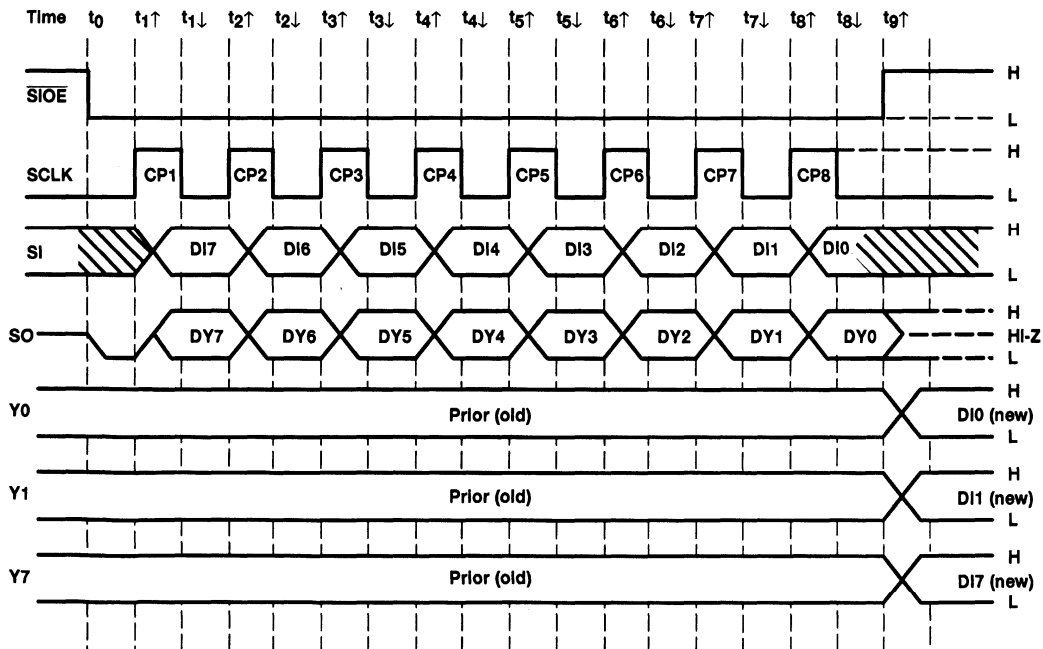 Time t0 t1↑ t1↓ t2↑ t2↓ t3↑ t3↓ t4↑ t4↓ t5↑ t5↓ t6↑ t6↓ t7↑ t7↓ t8↑ t8↓ t9↑
H
SIOE
L
H
SCLK CP1 CP2 CP3 CP4 CP5 CP6 CP7 CP8
L
H
SI DI7 DI6 DI5 DI4 DI3 DI2 DI1 DI0
L
H
SO DY7 DY6 DY5 DY4 DY3 DY2 DY1 DY0 HI-Z
L
H
Y0 Prior (old) DI0 (new)
L
H
Y1 Prior (old) DI1 (new)
L
H
Y7 Prior (old) DI7 (new)
L